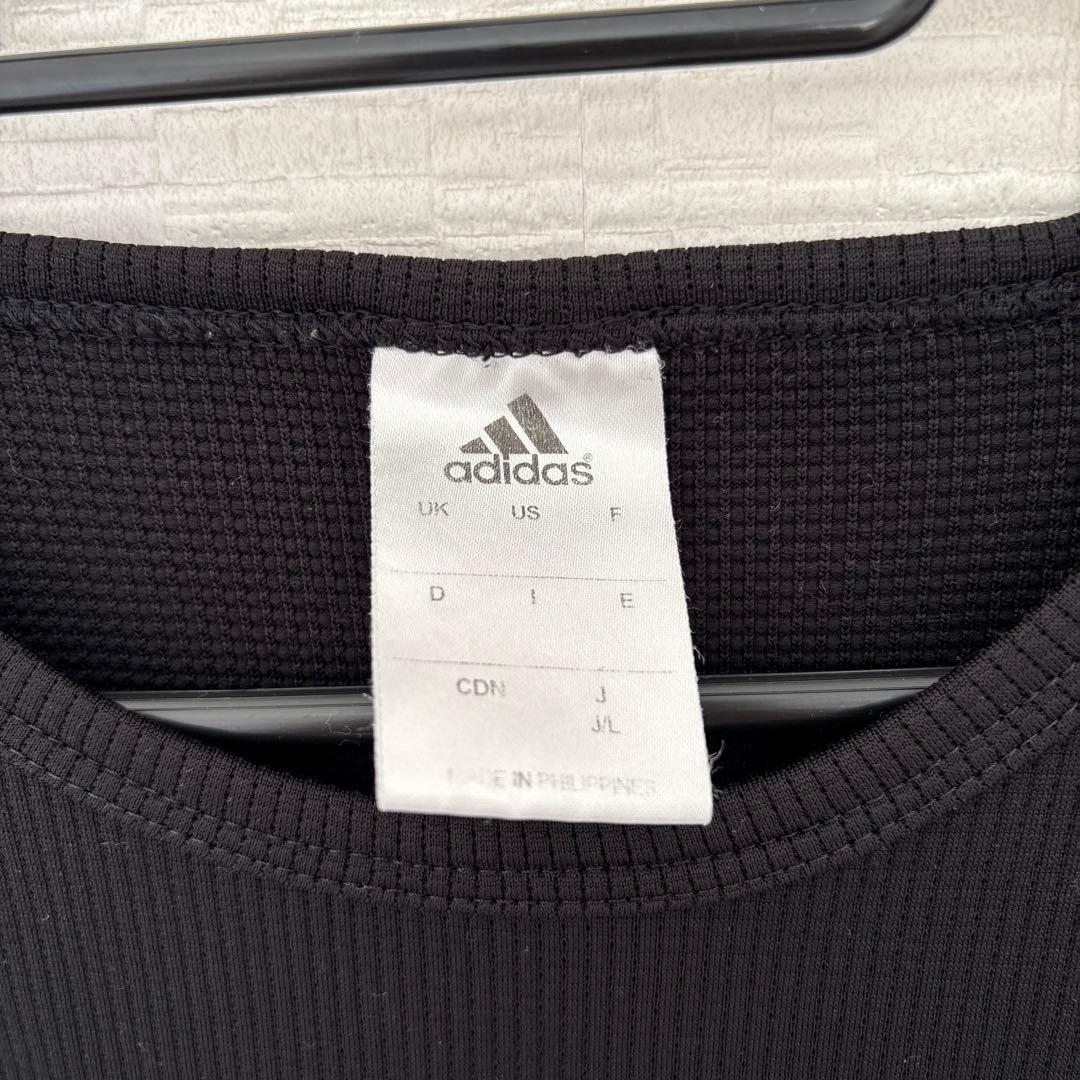 adidas®
UK US F
D I E
CDN J
J/L
MADE IN PHILIPPINES